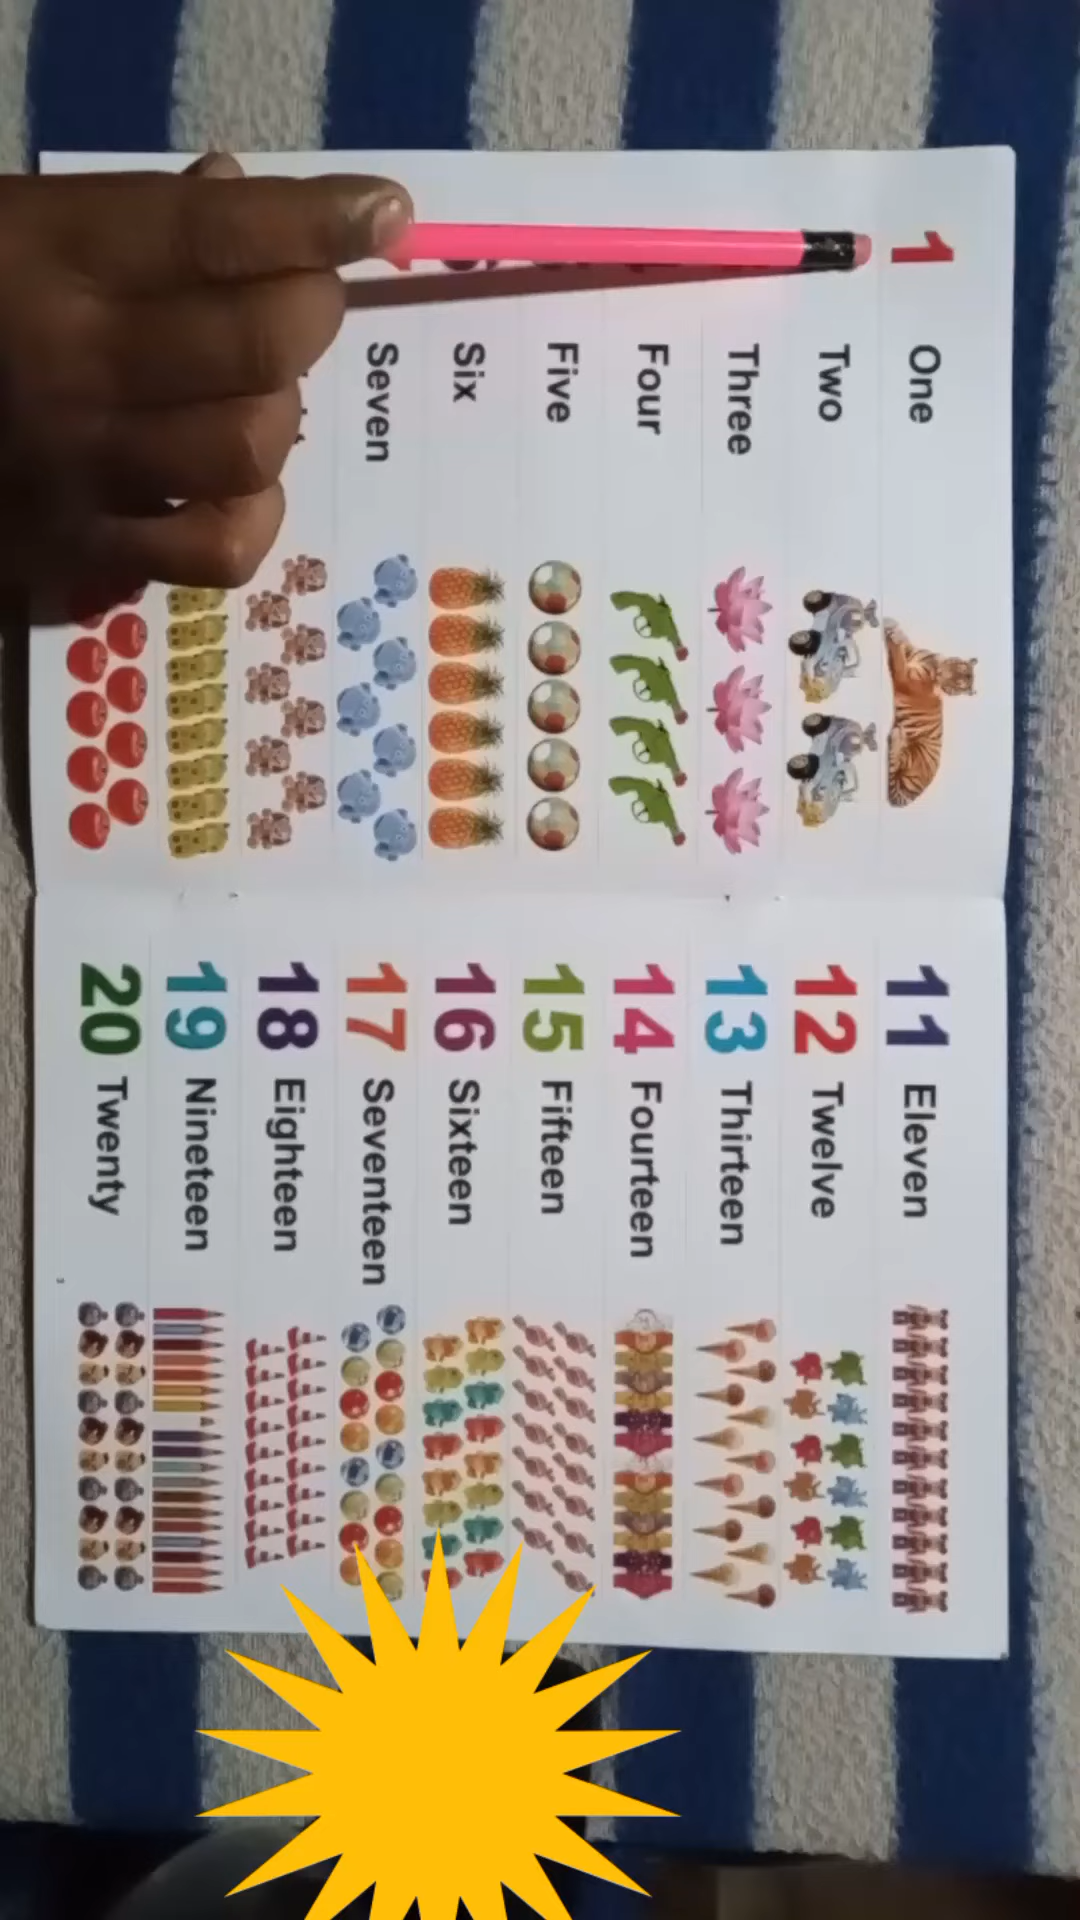 1 One
Two
Three
Four
Five
Six
Seven
11 Eleven
12 Twelve
13 Thirteen
14 Fourteen
15 Fifteen
16 Sixteen
17 Seventeen
18 Eighteen
19 Nineteen
20 Twenty